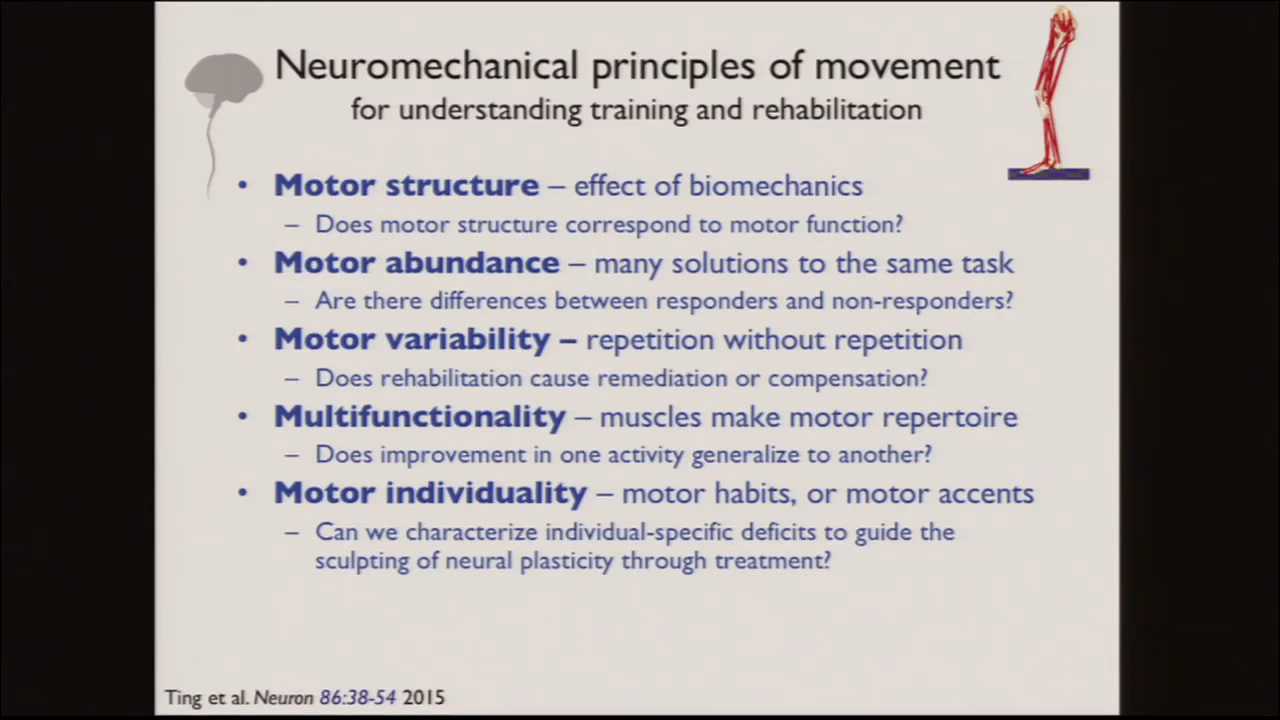 Neuromechanical principles of movement
for understanding training and rehabilitation
• Motor structure – effect of biomechanics
– Does motor structure correspond to motor function?
• Motor abundance – many solutions to the same task
– Are there differences between responders and non-responders?
• Motor variability – repetition without repetition
– Does rehabilitation cause remediation or compensation?
• Multifunctionality – muscles make motor repertoire
– Does improvement in one activity generalize to another?
• Motor individuality – motor habits, or motor accents
– Can we characterize individual-specific deficits to guide the
sculpting of neural plasticity through treatment?
Ting et al. Neuron 86:38-54 2015